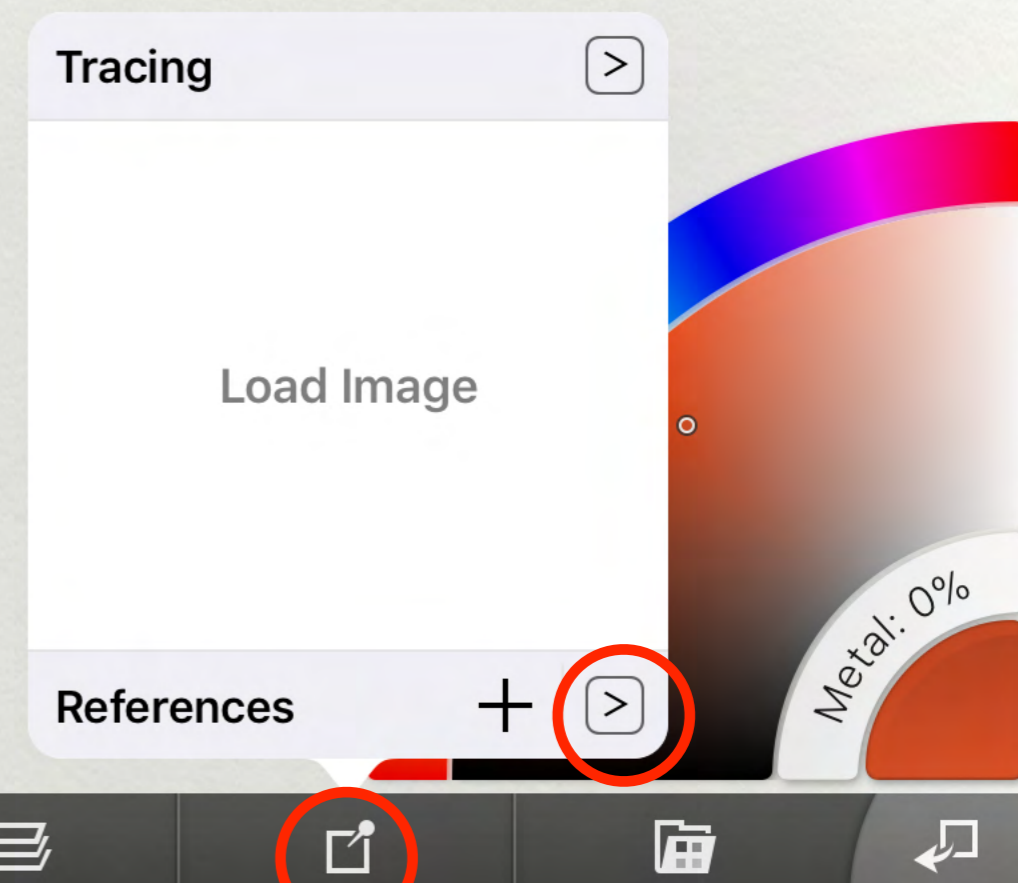 Tracing >
Load Image
References + >
Metal: 0%